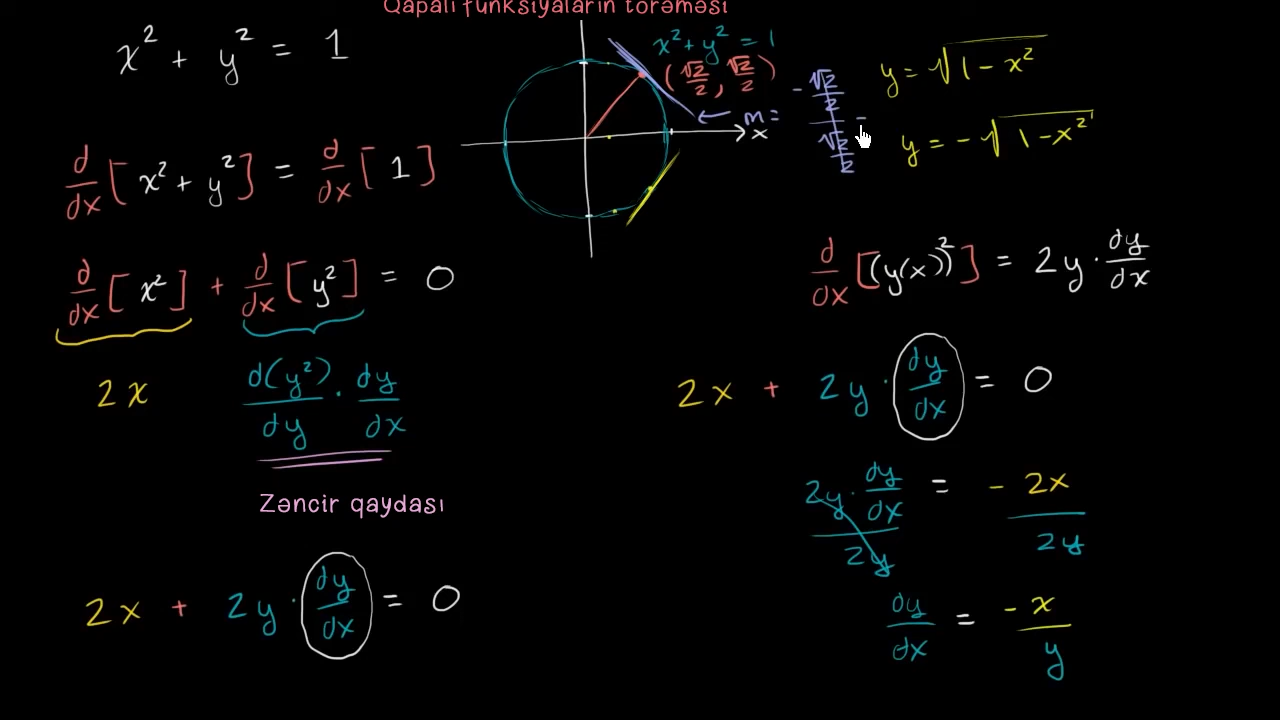 Qapalı funksiyaların törəməsi
x² + y² = 1
x² + y² = 1
(√2/2, √2/2)
m = - (√2/2)/(√2/2) =
x
y = √(1 - x²)
y = -√(1 - x²)
d/dx [x² + y²] = d/dx [1]
d/dx [x²] + d/dx [y²] = 0
2x d(y²)/dy · dy/dx
Zəncir qaydası
2x + 2y · dy/dx = 0
d/dx [(y(x))²] = 2y · dy/dx
2x + 2y · dy/dx = 0
2y · dy/dx / 2y = -2x/2y
dy/dx = -x/y